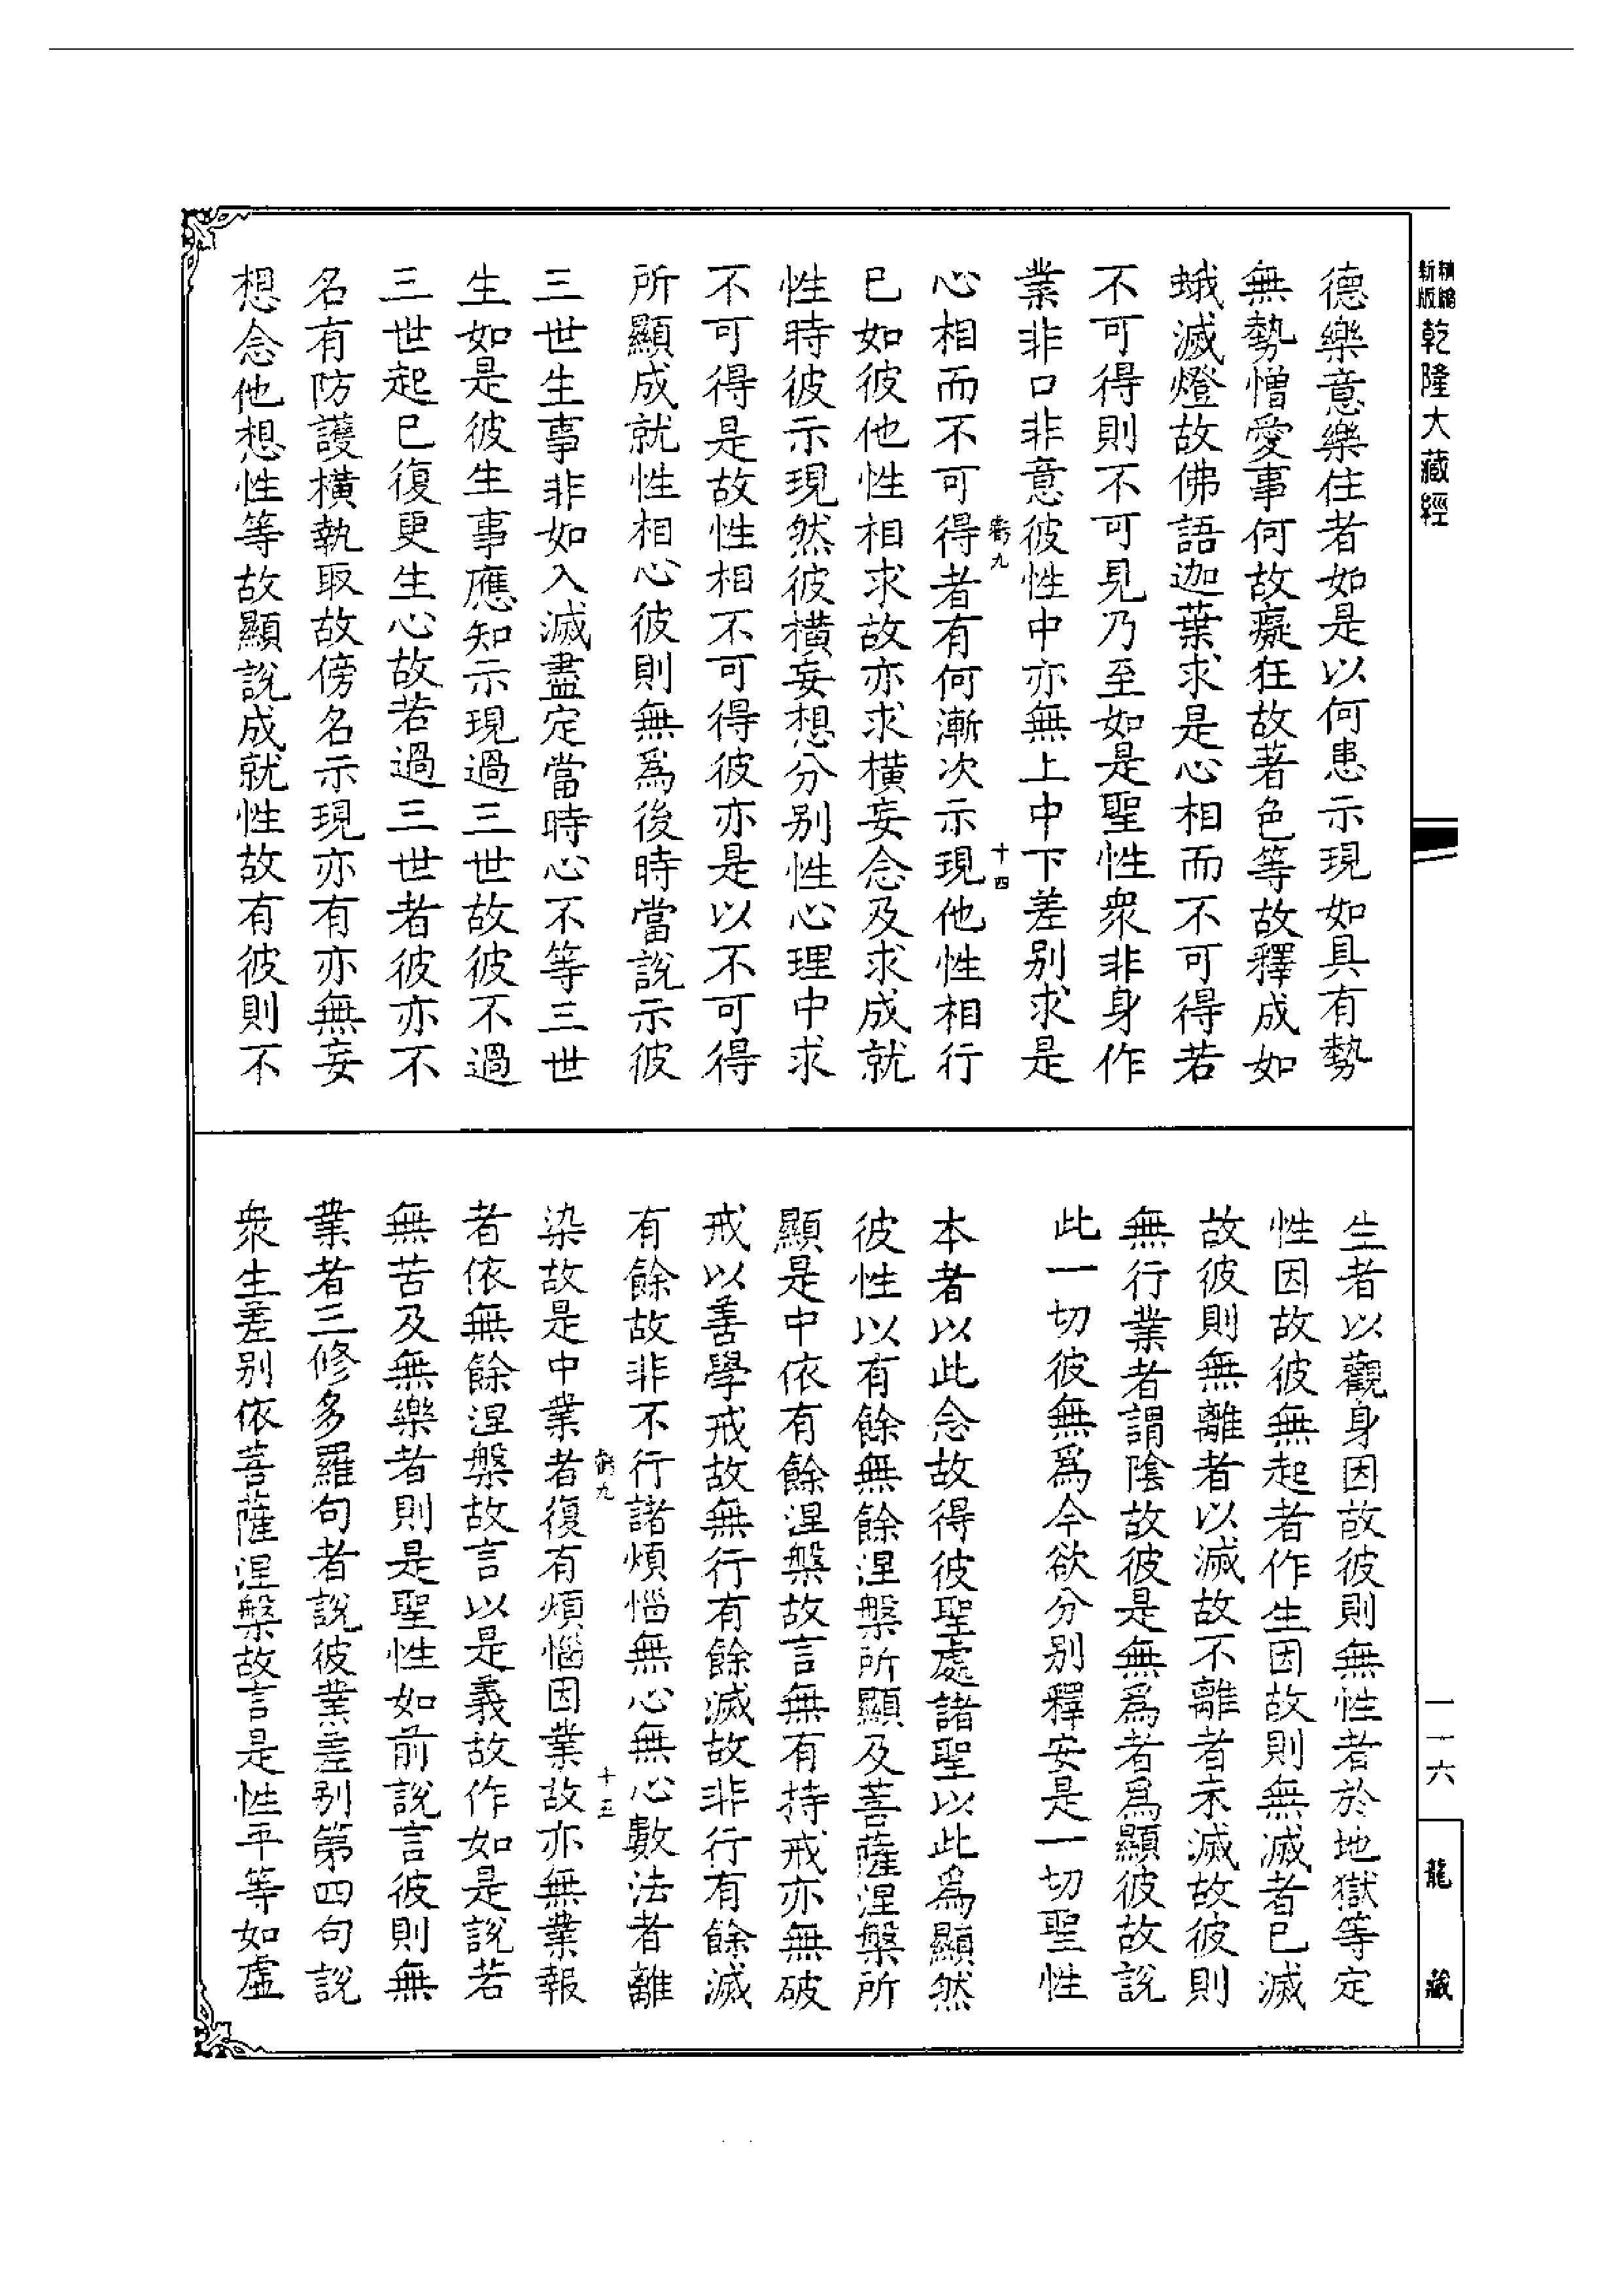 精縮新版乾隆大藏經
德樂意樂住者如是以何患示現如具有勢
無勢憎愛事何故癡狂故著色等故釋成如
蛾滅燈故佛語迦葉求是心相而不可得若
不可得則不可見乃至如是聖性衆非身作
業非口非意彼性中亦無上中下差别求是
心相而不可得者有何漸次示現他性相行
已如彼他性相求故亦求橫妄念及求成就
性時彼示現然彼橫妄想分别性心理中求
不可得是故性相不可得彼亦是以不可得
所顯成就性相心彼則無爲後時當說示彼
三世生事非如入滅盡定當時心不等三世
生如是彼生事應知示現過三世故彼不過
三世起已復更生心故若過三世者彼亦不
名有防護橫執取故傍名示現亦有亦無妄
想念他想性等故顯說成就性故有彼則不
九
十四
生者以觀身因故彼則無性者於地獄等定
性因故彼無起者作生因故則無滅者已滅
故彼則無離者以滅故不離者未滅故彼則
無行業者謂陰故彼是無爲者爲顯彼故說
此一切彼無爲今欲分别釋安是一切聖性
本者以此念故得彼聖處諸聖以此爲顯然
彼性以有餘無餘涅槃所顯及菩薩涅槃所
顯是中依有餘涅槃故言無有持戒亦無破
戒以善學戒故無行有餘滅故非行有餘滅
有餘故非不行諸煩惱無心無心數法者離
染故是中業者復有煩惱因業故亦無業報
者依無餘涅槃故言以是義故作如是說若
無苦及無樂者則是聖性如前說言彼則無
業者三修多羅句者說彼業差别第四句說
衆生差别依菩薩涅槃故言是性平等如虛
九
十五
一一六
龍藏